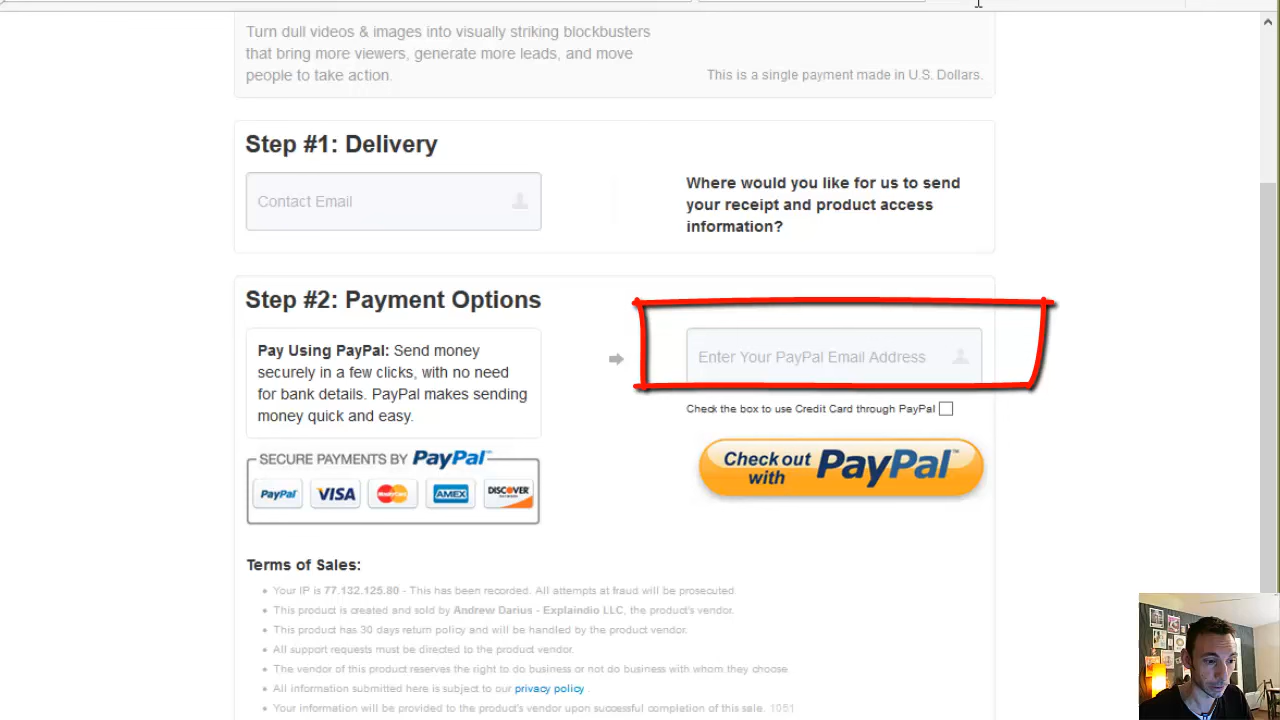 Turn dull videos & images into visually striking blockbusters
that bring more viewers, generate more leads, and move
people to take action.
This is a single payment made in U.S. Dollars.
Step #1: Delivery
Contact Email
Where would you like for us to send
your receipt and product access
information?
Step #2: Payment Options
Pay Using PayPal: Send money
securely in a few clicks, with no need
for bank details. PayPal makes sending
money quick and easy.
Enter Your PayPal Email Address
Check the box to use Credit Card through PayPal
SECURE PAYMENTS BY PayPal™
PayPal VISA MasterCard AMEX DISCOVER
Check out with PayPal™
Terms of Sales:
Your IP is 77.132.125.80 - This has been recorded. All attempts at fraud will be prosecuted.
This product is created and sold by Andrew Darius - Explaindio LLC, the product's vendor.
This product has 30 days return policy and will be handled by the product vendor.
All support requests must be directed to the product vendor.
The vendor of this product reserves the right to do business or not do business with whom they choose.
All information submitted here is subject to our privacy policy .
Your information will be provided to the product's vendor upon successful completion of this sale. 1051